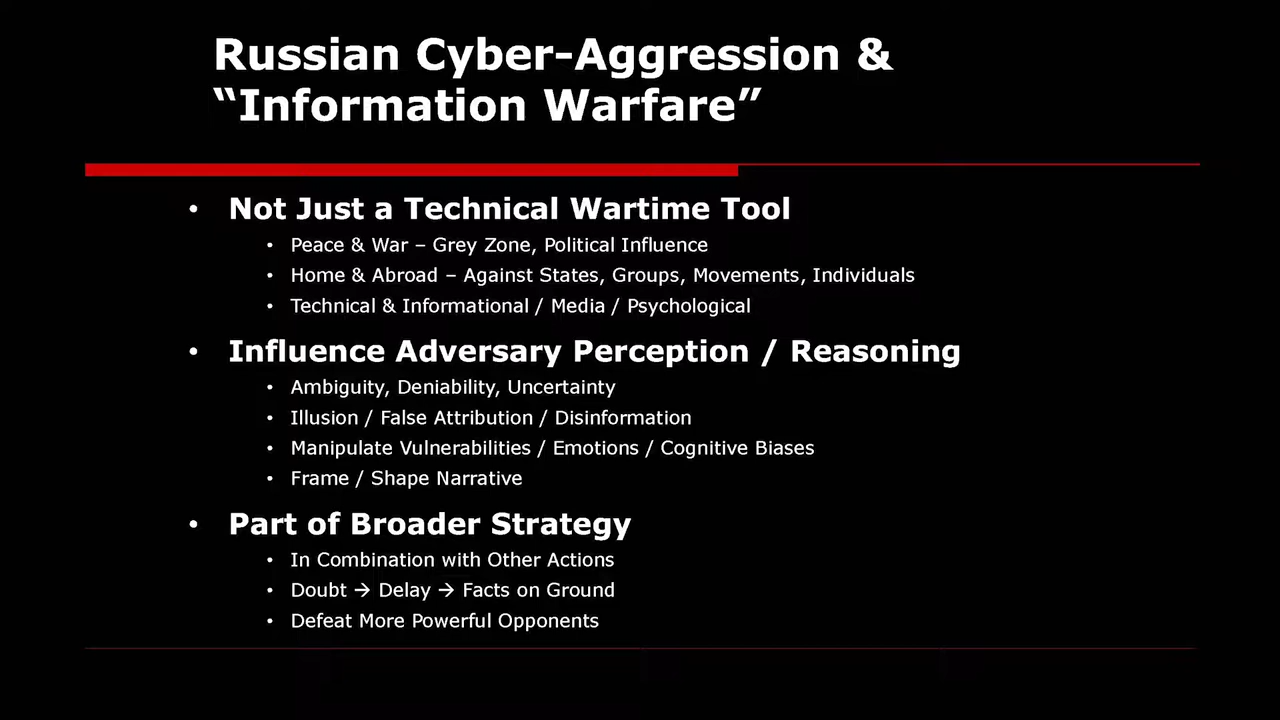 Russian Cyber-Aggression &
“Information Warfare”
• Not Just a Technical Wartime Tool
• Peace & War – Grey Zone, Political Influence
• Home & Abroad – Against States, Groups, Movements, Individuals
• Technical & Informational / Media / Psychological
• Influence Adversary Perception / Reasoning
• Ambiguity, Deniability, Uncertainty
• Illusion / False Attribution / Disinformation
• Manipulate Vulnerabilities / Emotions / Cognitive Biases
• Frame / Shape Narrative
• Part of Broader Strategy
• In Combination with Other Actions
• Doubt → Delay → Facts on Ground
• Defeat More Powerful Opponents